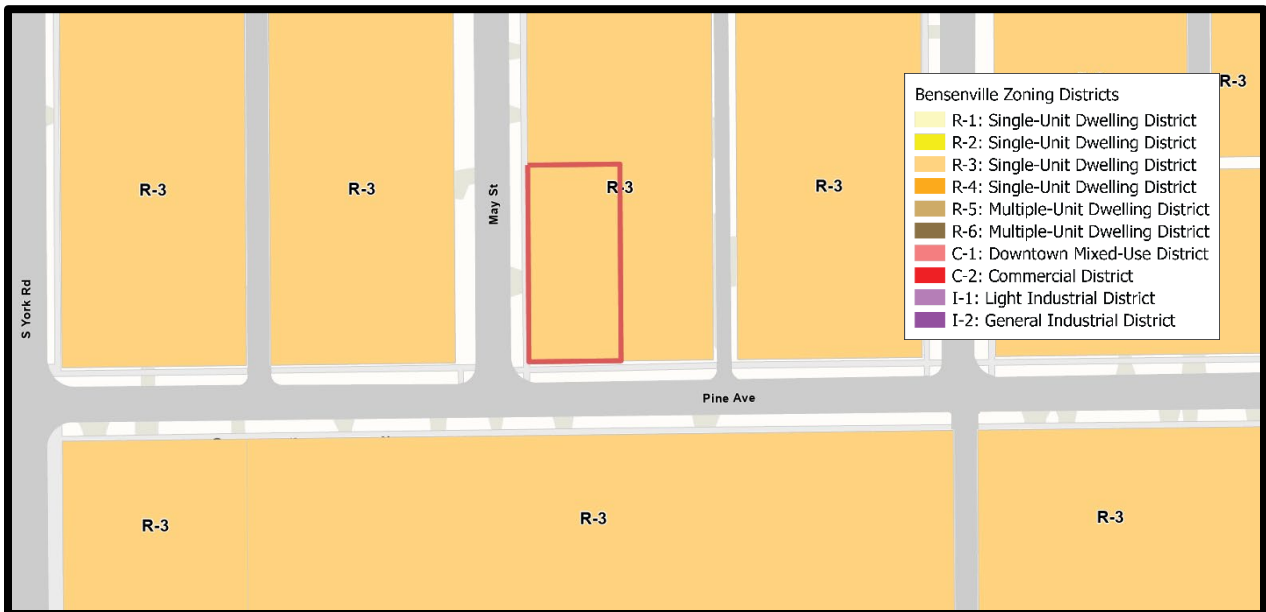 R-3
Bensenville Zoning Districts
R-1: Single-Unit Dwelling District
R-2: Single-Unit Dwelling District
R-3: Single-Unit Dwelling District
R-4: Single-Unit Dwelling District
R-5: Multiple-Unit Dwelling District
R-6: Multiple-Unit Dwelling District
C-1: Downtown Mixed-Use District
C-2: Commercial District
I-1: Light Industrial District
I-2: General Industrial District
R-3
R-3
R-3
R-3
May St
S York Rd
Pine Ave
R-3
R-3
R-3